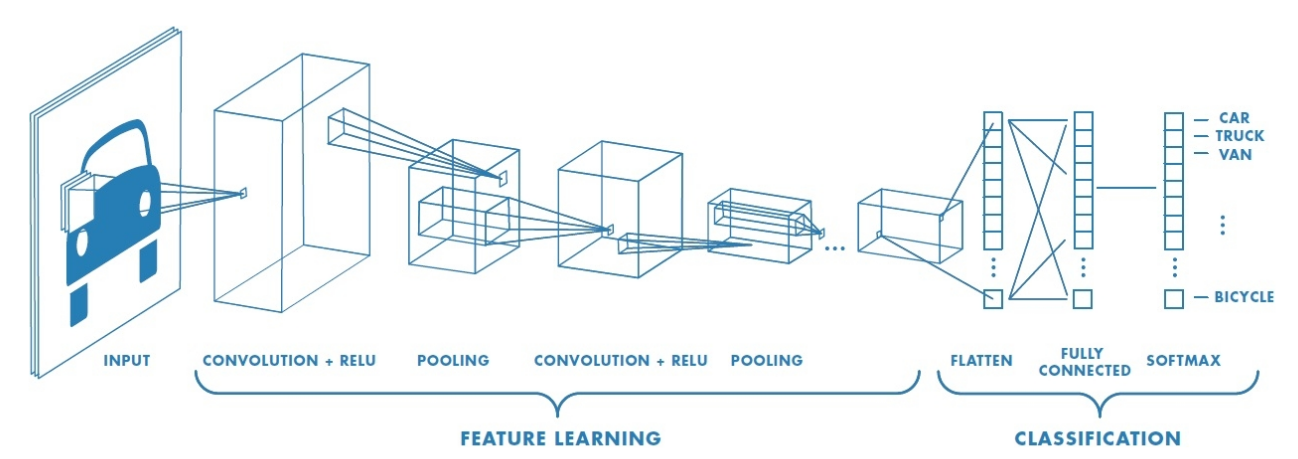 CAR
TRUCK
VAN
BICYCLE
INPUT
CONVOLUTION + RELU
POOLING
CONVOLUTION + RELU
POOLING
FLATTEN
FULLY
CONNECTED
SOFTMAX
FEATURE LEARNING
CLASSIFICATION